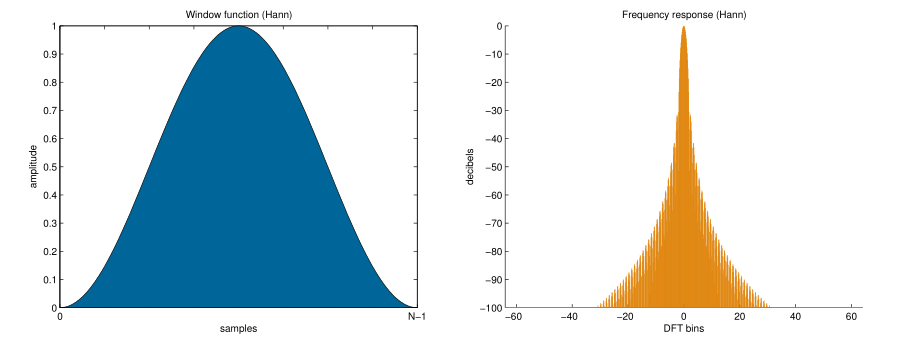 Window function (Hann)
1
0.9
0.8
0.7
0.6
0.5
0.4
0.3
0.2
0.1
0
amplitude
0
N−1
samples
Frequency response (Hann)
0
−10
−20
−30
−40
−50
−60
−70
−80
−90
−100
decibels
−60 −40 −20 0 20 40 60
DFT bins